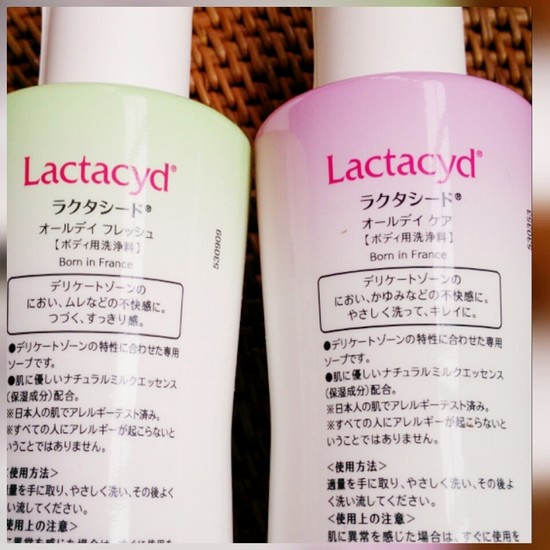 Lactacyd®
ラクタシード®
オールデイ フレッシュ
【ボディ用洗浄料】
Born in France
530909
デリケートゾーンの
におい、ムレなどの不快感に。
つづく、すっきり感。
●デリケートゾーンの特性に合わせた専用
ソープです。
●肌に優しいナチュラルミルクエッセンス
(保湿成分)配合。
※日本人の肌でアレルギーテスト済み。
※すべての人にアレルギーが起こらないと
いうことではありません。
<使用方法>
適量を手に取り、やさしく洗い、その後よく
洗い流してください。
<使用上の注意>
肌に異常を感じた場合は、すぐに使用を
Lactacyd®
ラクタシード®
オールデイ ケア
【ボディ用洗浄料】
Born in France
530353
デリケートゾーンの
におい、かゆみなどの不快感に。
やさしく洗って、キレイに。
●デリケートゾーンの特性に合わせた専用
ソープです。
●肌に優しいナチュラルミルクエッセンス
(保湿成分)配合。
※日本人の肌でアレルギーテスト済み。
※すべての人にアレルギーが起こらないと
いうことではありません。
<使用方法>
適量を手に取り、やさしく洗い、その後よ
く洗い流してください。
<使用上の注意>
肌に異常を感じた場合は、すぐに使用を